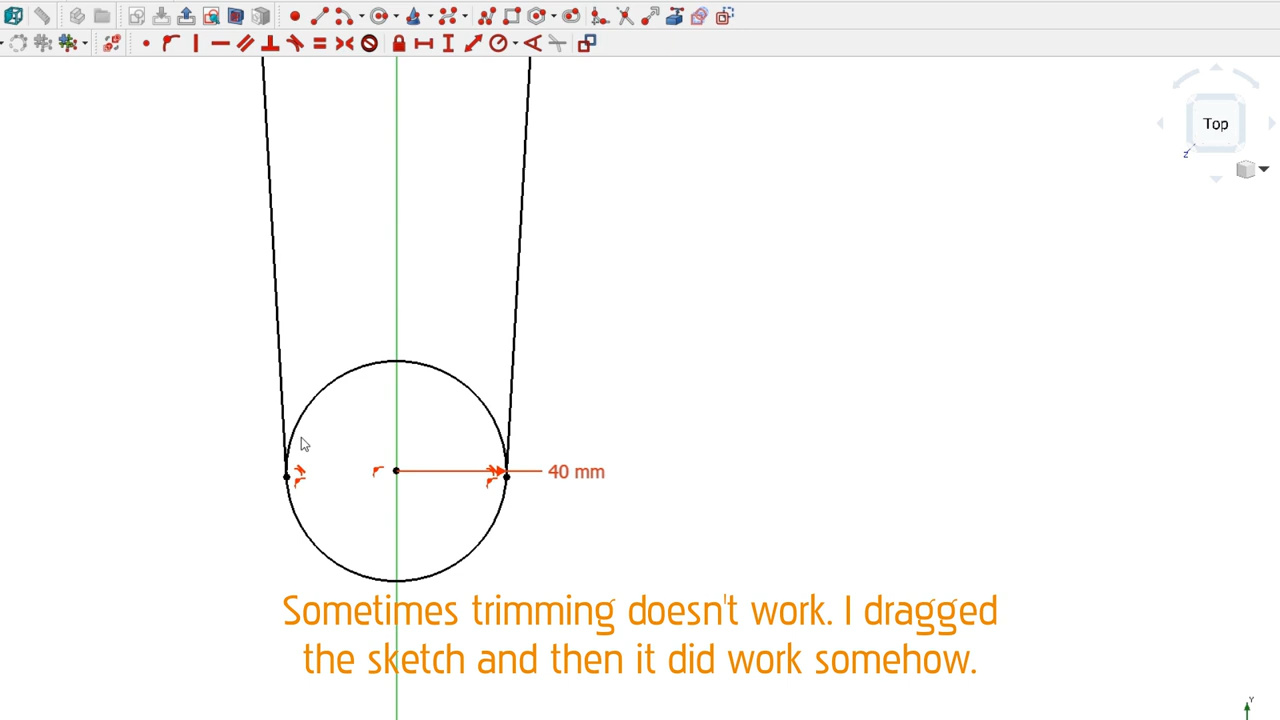 Top
z
40 mm
Sometimes trimming doesn't work. I dragged
the sketch and then it did work somehow.
Y